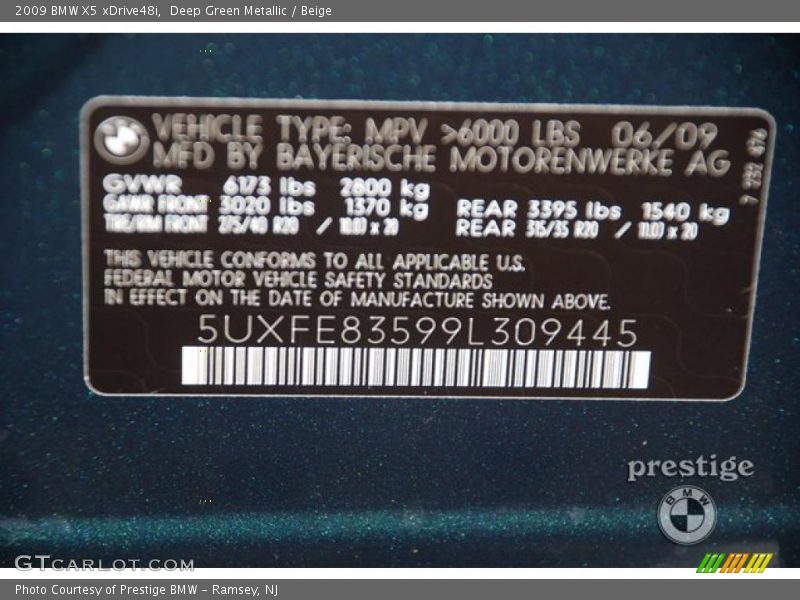 2009 BMW X5 xDrive48i, Deep Green Metallic / Beige
VEHICLE TYPE: MPV >6000 LBS 06/09
MFD BY BAYERISCHE MOTORENWERKE AG
GVWR 6173 lbs 2800 kg
GAWR FRONT 3020 lbs 1370 kg REAR 3395 lbs 1540 kg
TIRE/RIM FRONT 275/40 R20 / 10.0J x 20 REAR 315/35 R20 / 11.0J x 20
THIS VEHICLE CONFORMS TO ALL APPLICABLE U.S.
FEDERAL MOTOR VEHICLE SAFETY STANDARDS
IN EFFECT ON THE DATE OF MANUFACTURE SHOWN ABOVE.
5UXFE83599L309445
prestige
BMW
GTCARLOT.COM
Photo Courtesy of Prestige BMW - Ramsey, NJ